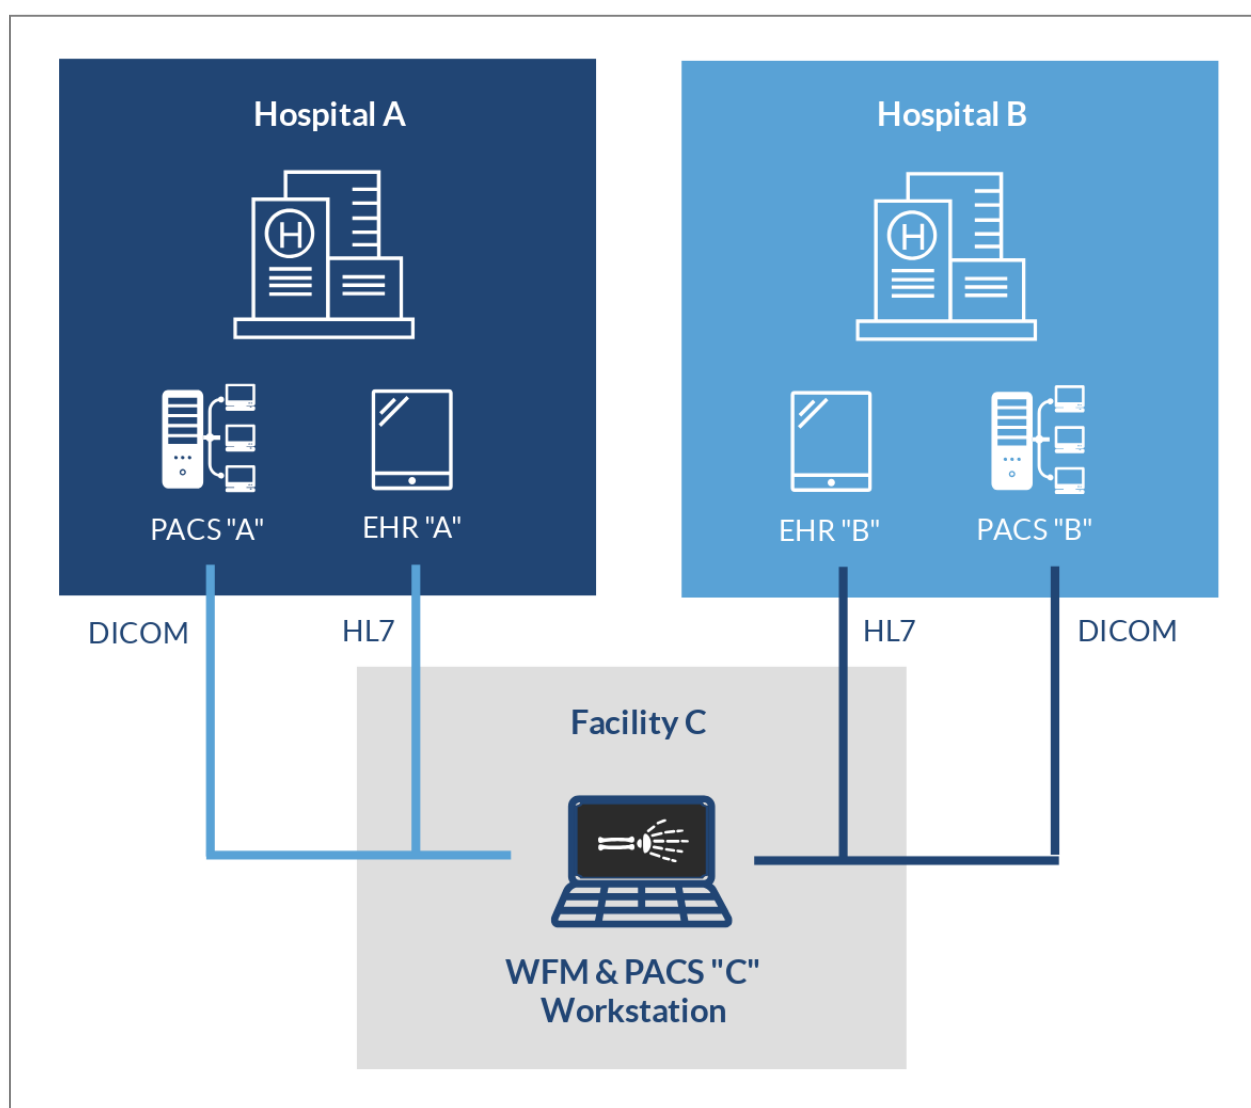 Hospital A
H
PACS "A"
EHR "A"
DICOM
HL7
Hospital B
H
EHR "B"
PACS "B"
HL7
DICOM
Facility C
WFM & PACS "C"
Workstation